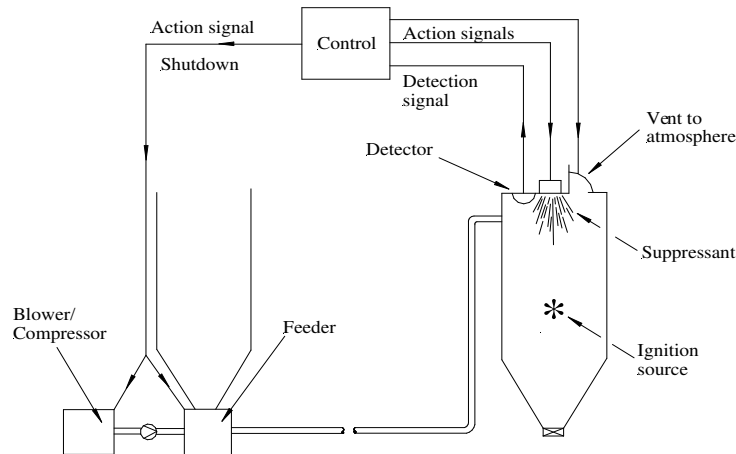 Action signal
Control
Action signals
Shutdown
Detection
signal
Vent to
atmosphere
Detector
Suppressant
Blower/
Compressor
Feeder
Ignition
source